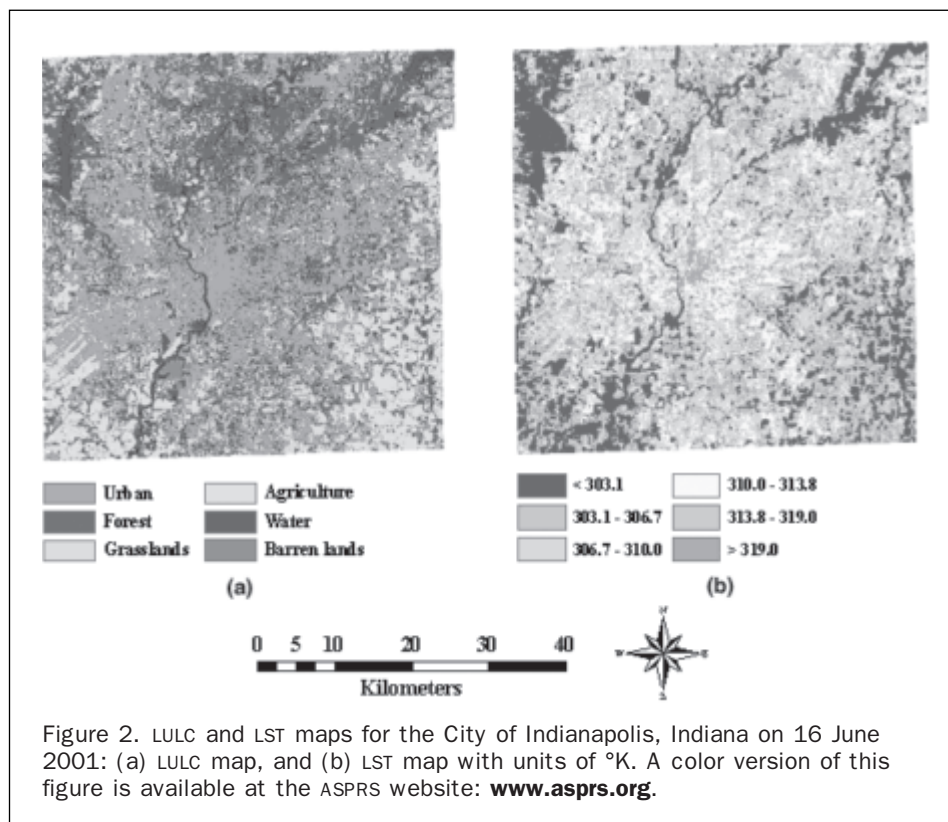 Urban
Agriculture
Forest
Water
Grasslands
Barren lands
(a)
< 303.1
310.0 - 313.8
303.1 - 306.7
313.8 - 319.0
306.7 - 310.0
> 319.0
(b)
0 5 10 20 30 40
Kilometers
N
W
E
S
Figure 2. LULC and LST maps for the City of Indianapolis, Indiana on 16 June
2001: (a) LULC map, and (b) LST map with units of °K. A color version of this
figure is available at the ASPRS website: www.asprs.org.